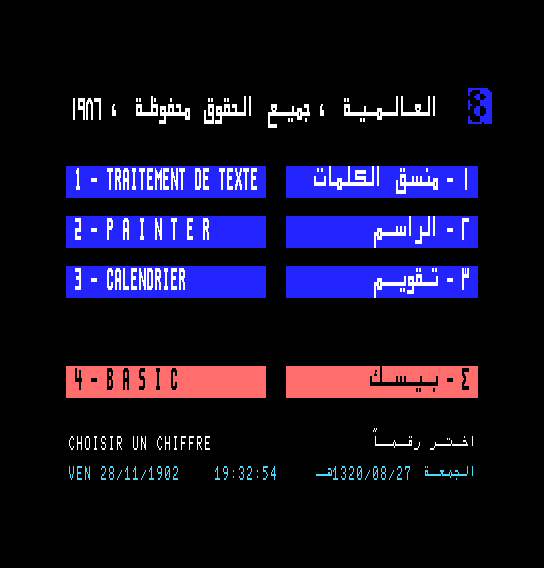 العالمية ، جميع الحقوق محفوظة ، ١٩٨٦
1 - TRAITEMENT DE TEXTE
١ - منسق الكلمات
2 - PAINTER
٢ - الراسم
3 - CALENDRIER
٣ - تقويم
4 - BASIC
٤ - بيسك
CHOISIR UN CHIFFRE
اختر رقماً
VEN 28/11/1902 19:32:54
الجمعة 1320/08/27هـ